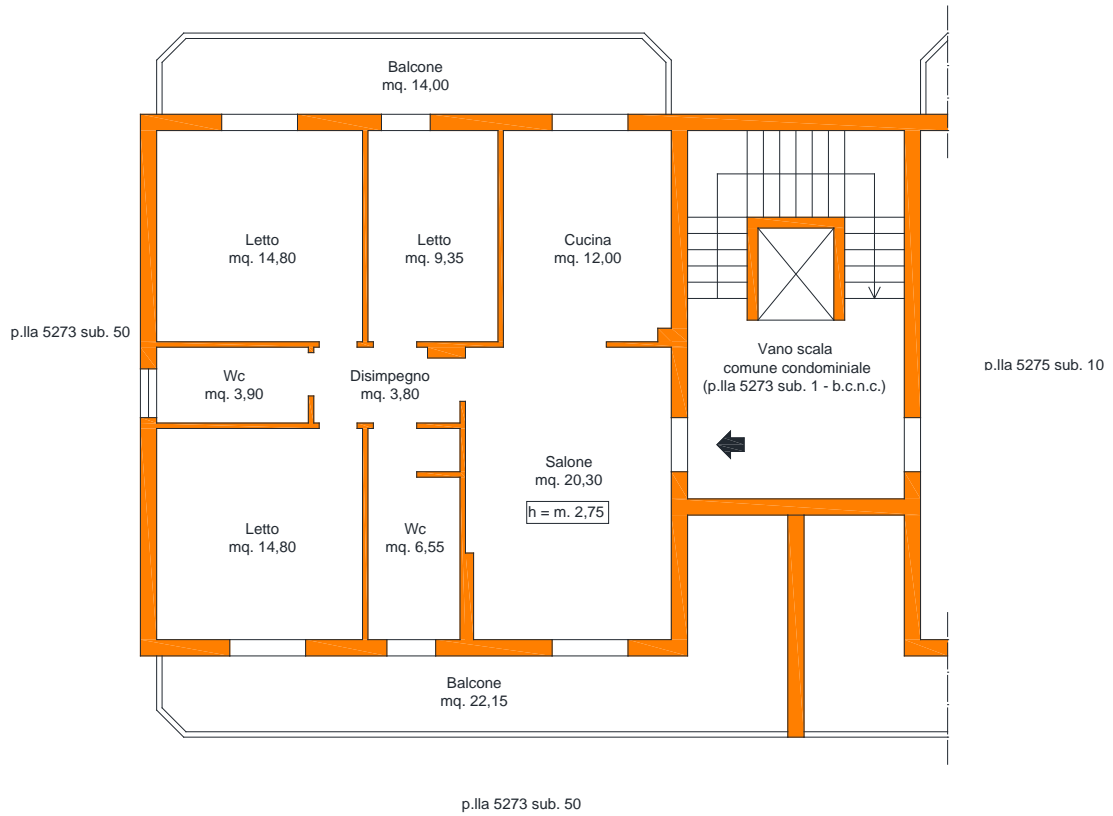 Balcone
mq. 14,00
Letto
mq. 14,80
Letto
mq. 9,35
Cucina
mq. 12,00
p.lla 5273 sub. 50
Wc
mq. 3,90
Disimpegno
mq. 3,80
Vano scala
comune condominiale
(p.lla 5273 sub. 1 - b.c.n.c.)
p.lla 5275 sub. 10
Salone
mq. 20,30
h = m. 2,75
Letto
mq. 14,80
Wc
mq. 6,55
Balcone
mq. 22,15
p.lla 5273 sub. 50